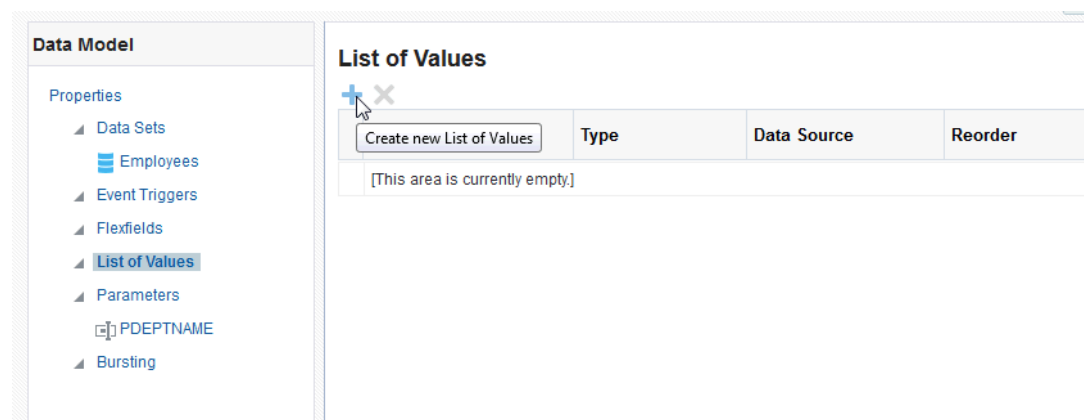 Data Model
Properties
Data Sets
Employees
Event Triggers
Flexfields
List of Values
Parameters
PDEPTNAME
Bursting
List of Values
Create new List of Values
Type
Data Source
Reorder
[This area is currently empty.]